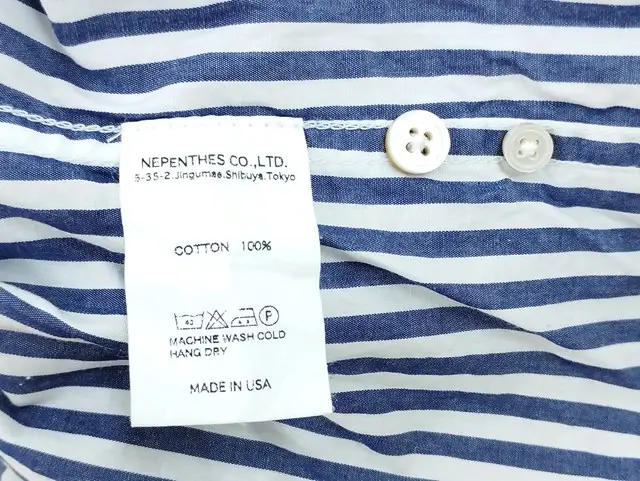 NEPENTHES CO.,LTD.
5-35-2.Jingumae.Shibuya.Tokyo
COTTON 100%
40 P
MACHINE WASH COLD
HANG DRY
MADE IN USA